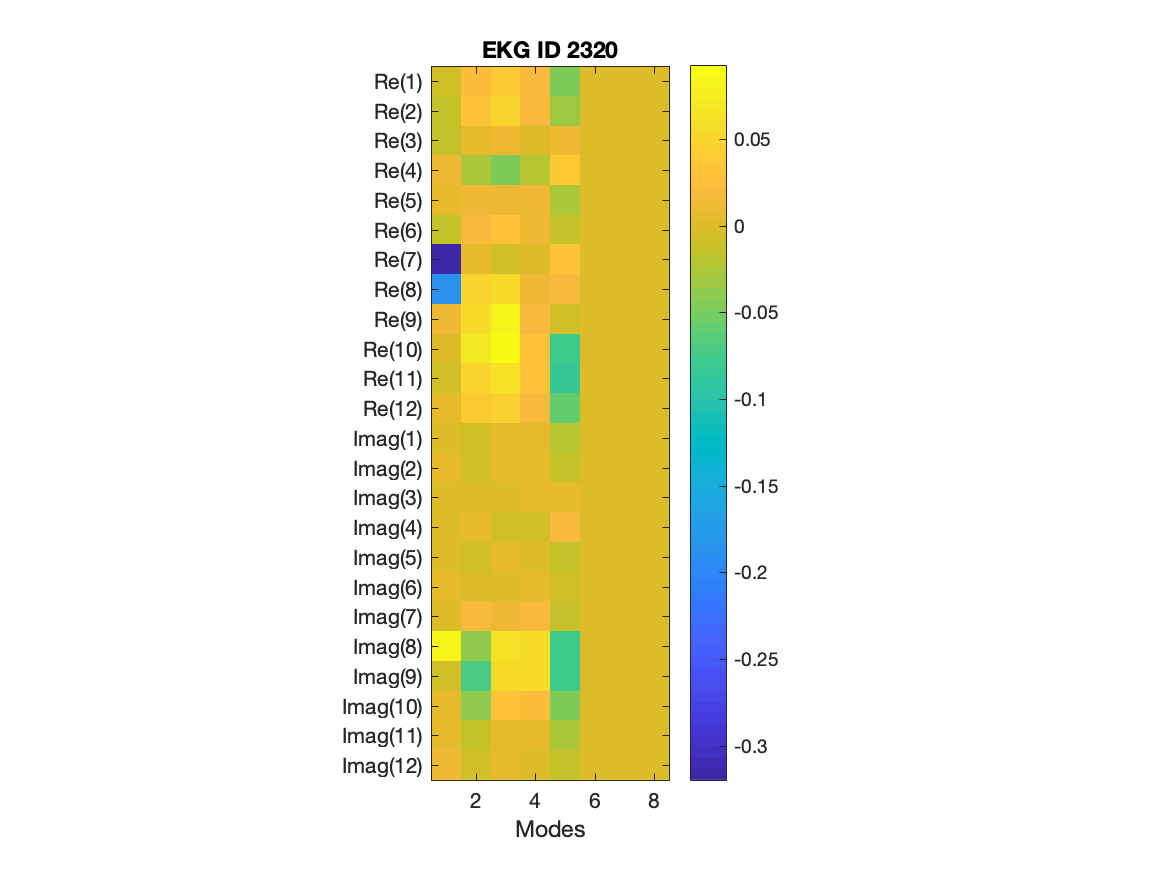 EKG ID 2320
Re(1)
Re(2)
Re(3)
Re(4)
Re(5)
Re(6)
Re(7)
Re(8)
Re(9)
Re(10)
Re(11)
Re(12)
Imag(1)
Imag(2)
Imag(3)
Imag(4)
Imag(5)
Imag(6)
Imag(7)
Imag(8)
Imag(9)
Imag(10)
Imag(11)
Imag(12)
2 4 6 8
Modes
0.05
0
-0.05
-0.1
-0.15
-0.2
-0.25
-0.3